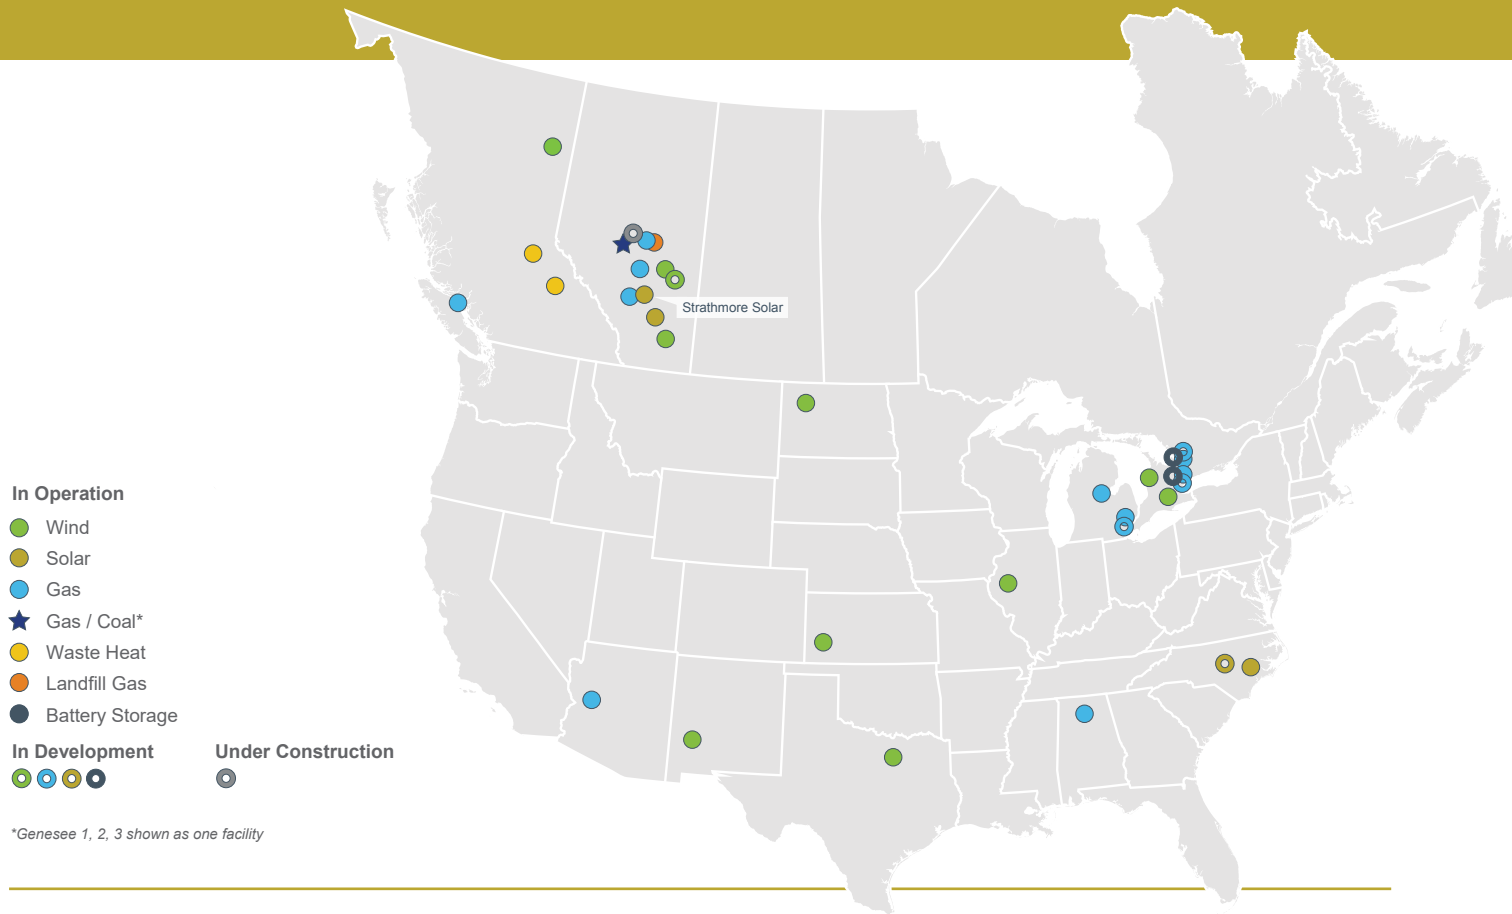 Strathmore Solar
In Operation
Wind
Solar
Gas
Gas / Coal*
Waste Heat
Landfill Gas
Battery Storage
In Development
Under Construction
*Genesee 1, 2, 3 shown as one facility